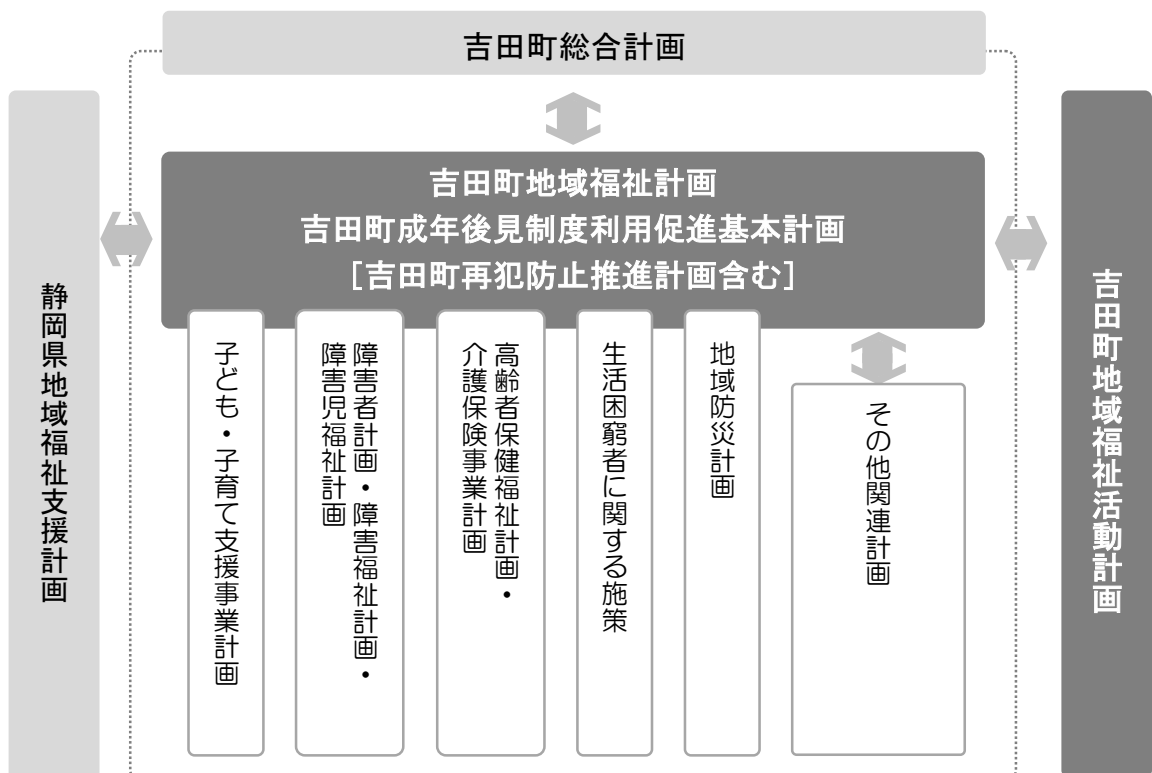 吉田町総合計画
静岡県地域福祉支援計画
吉田町地域福祉計画
吉田町成年後見制度利用促進基本計画
［吉田町再犯防止推進計画含む］
吉田町地域福祉活動計画
子ども・子育て支援事業計画
障害者計画・障害福祉計画・
障害児福祉計画
高齢者保健福祉計画・
介護保険事業計画
生活困窮者に関する施策
地域防災計画
その他関連計画